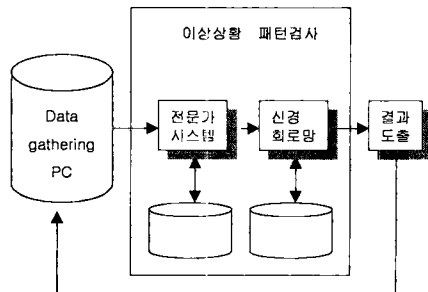 이상상황 패턴검사
Data
gathering
PC
전문가
시스템
신경
회로망
결과
도출